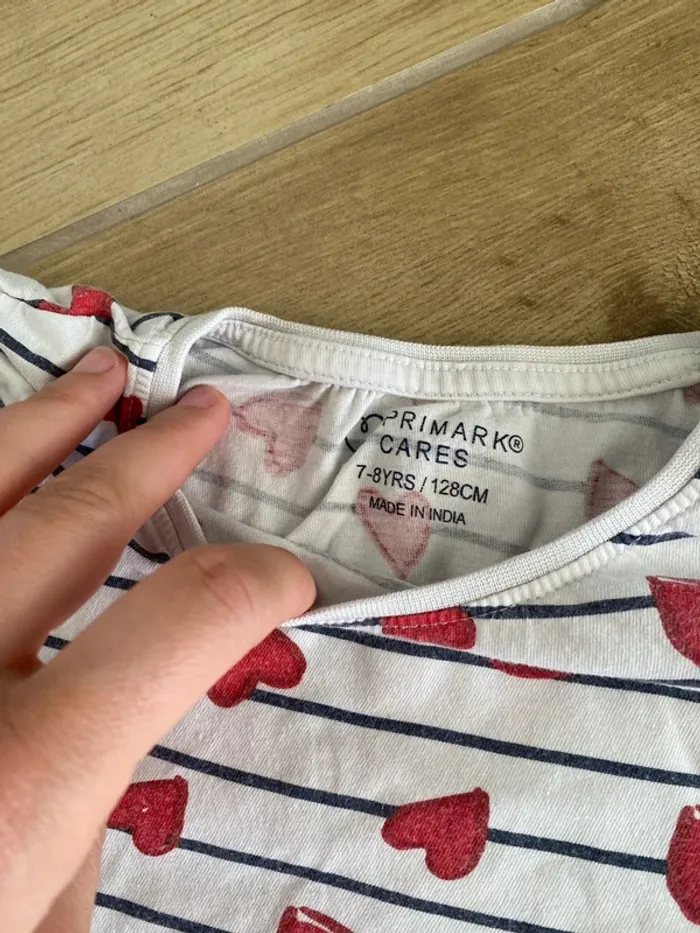 PRIMARK®
CARES
7-8YRS / 128CM
MADE IN INDIA